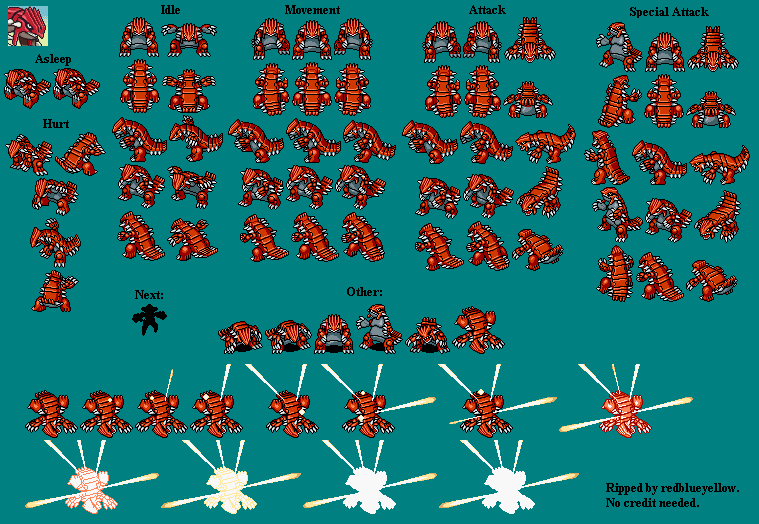 Idle
Movement
Attack
Special Attack
Asleep
Hurt
Next:
Other:
Ripped by redblueyellow.
No credit needed.